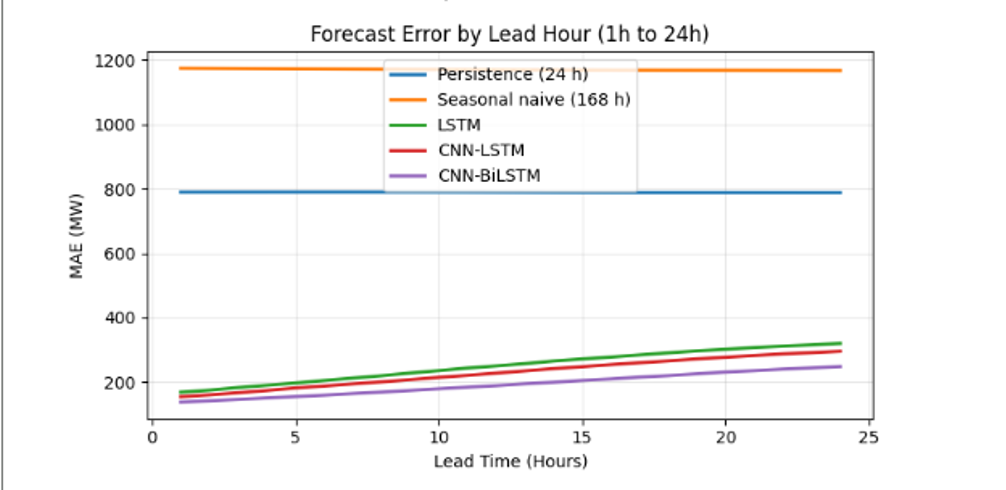 Forecast Error by Lead Hour (1h to 24h)
1200
1000
800
600
400
200
MAE (MW)
Persistence (24 h)
Seasonal naive (168 h)
LSTM
CNN-LSTM
CNN-BiLSTM
0 5 10 15 20 25
Lead Time (Hours)